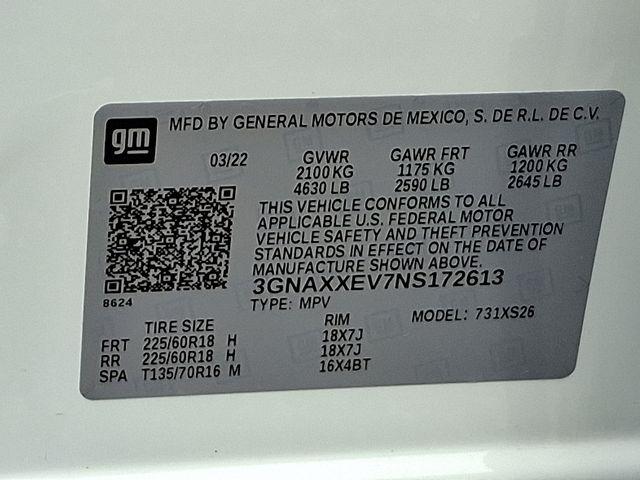 gm
MFD BY GENERAL MOTORS DE MEXICO, S. DE R.L. DE C.V.
03/22 GVWR GAWR FRT GAWR RR
2100 KG 1175 KG 1200 KG
4630 LB 2590 LB 2645 LB
THIS VEHICLE CONFORMS TO ALL
APPLICABLE U.S. FEDERAL MOTOR
VEHICLE SAFETY AND THEFT PREVENTION
STANDARDS IN EFFECT ON THE DATE OF
MANUFACTURE SHOWN ABOVE.
3GNAXXEV7NS172613
8624
TYPE: MPV MODEL: 731XS26
TIRE SIZE RIM
FRT 225/60R18 H 18X7J
RR 225/60R18 H 18X7J
SPA T135/70R16 M 16X4BT